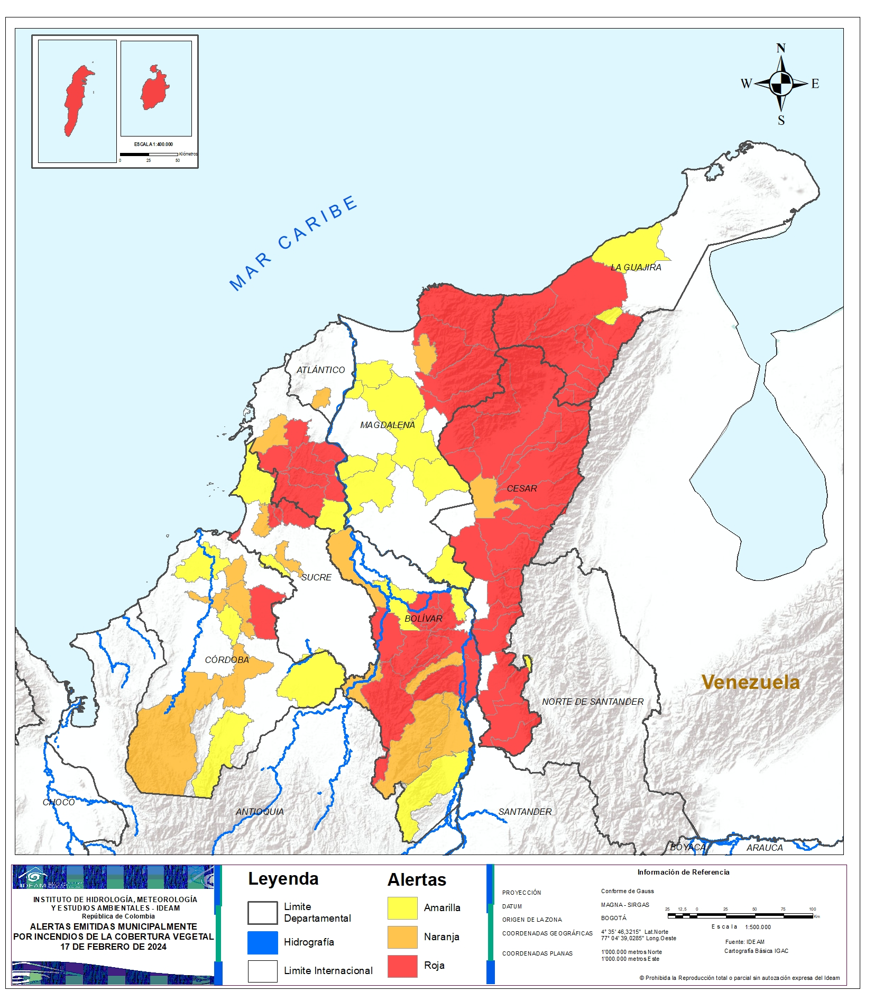 ESCALA 1:400.000
Kilómetros
0 25 50
N
W E
S
MAR CARIBE
LA GUAJIRA
ATLÁNTICO
MAGDALENA
CESAR
SUCRE
BOLÍVAR
CÓRDOBA
Venezuela
NORTE DE SANTANDER
CHOCÓ
ANTIOQUIA
SANTANDER
BOYACÁ
ARAUCA
IDEAM
INSTITUTO DE HIDROLOGÍA, METEOROLOGÍA
Y ESTUDIOS AMBIENTALES - IDEAM
República de Colombia
ALERTAS EMITIDAS MUNICIPALMENTE
POR INCENDIOS DE LA COBERTURA VEGETAL
17 DE FEBRERO DE 2024
Leyenda
Limite
Departamental
Hidrografía
Limite Internacional
Alertas
Amarilla
Naranja
Roja
Información de Referencia
PROYECCIÓN Conforme de Gauss
DATUM MAGNA - SIRGAS
ORIGEN DE LA ZONA BOGOTÁ
COORDENADAS GEOGRÁFICAS 4° 35' 46,3215" Lat.Norte
77° 04' 39,0285" Long.Oeste
COORDENADAS PLANAS 1'000.000 metros Norte
1'000.000 metros Este
25 12,5 0 25 50 75 100
Km
Escala 1:500.000
Fuente: IDEAM
Cartografía Básica IGAC
© Prohibida la Reproducción total o parcial sin autozación expresa del Ideam